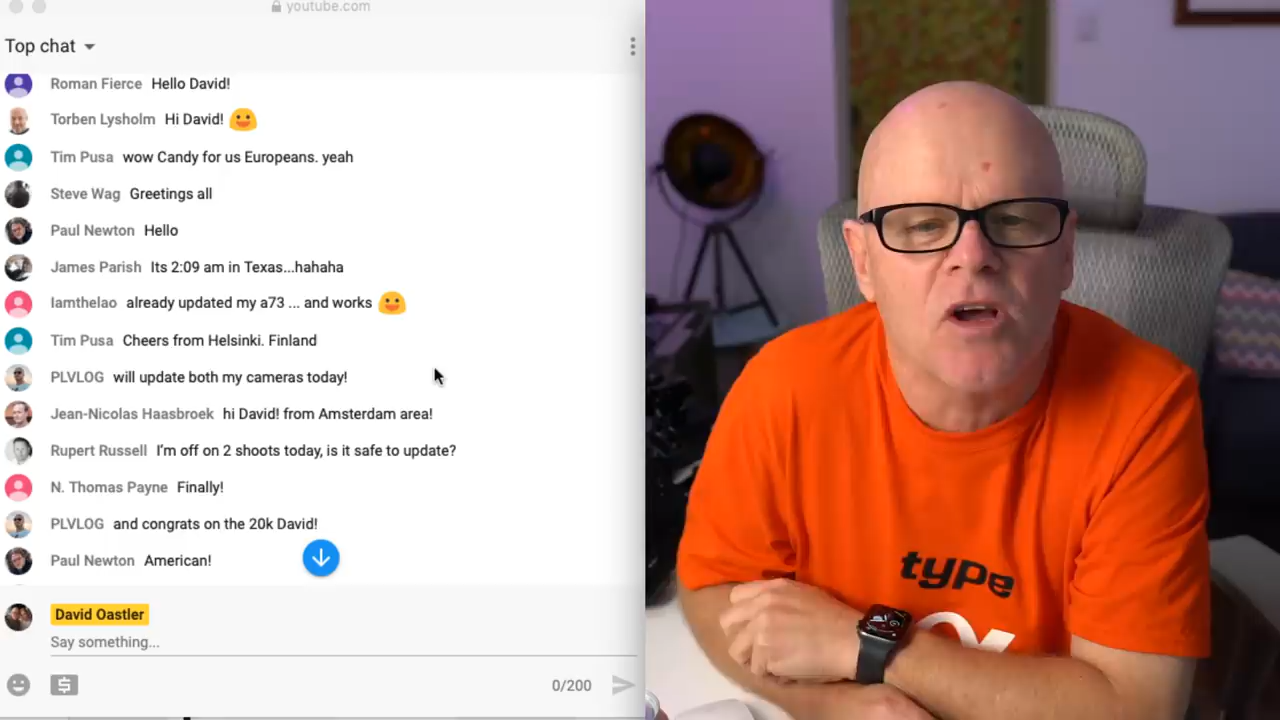 youtube.com
Top chat
Roman Fierce Hello David!
Torben Lysholm Hi David!
Tim Pusa wow Candy for us Europeans. yeah
Steve Wag Greetings all
Paul Newton Hello
James Parish Its 2:09 am in Texas...hahaha
Iamthelao already updated my a73 ... and works
Tim Pusa Cheers from Helsinki. Finland
PLVLOG will update both my cameras today!
Jean-Nicolas Haasbroek hi David! from Amsterdam area!
Rupert Russell I'm off on 2 shoots today, is it safe to update?
N. Thomas Payne Finally!
PLVLOG and congrats on the 20k David!
Paul Newton American!
David Oastler
Say something...
0/200
type
α